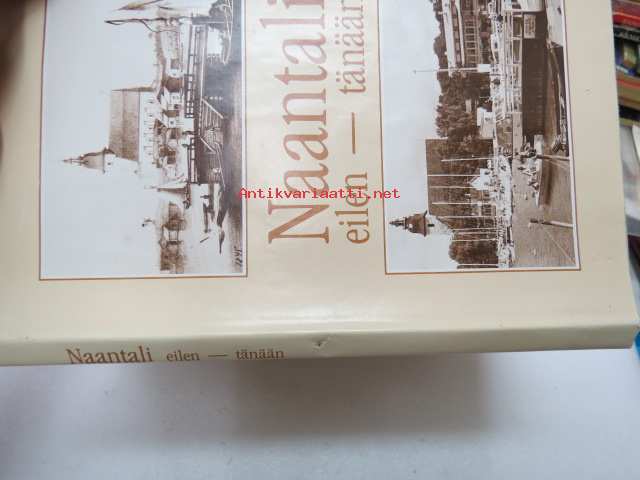 Naantali
eilen — tänään
Antikvariaatti.net
Naantali eilen — tänään